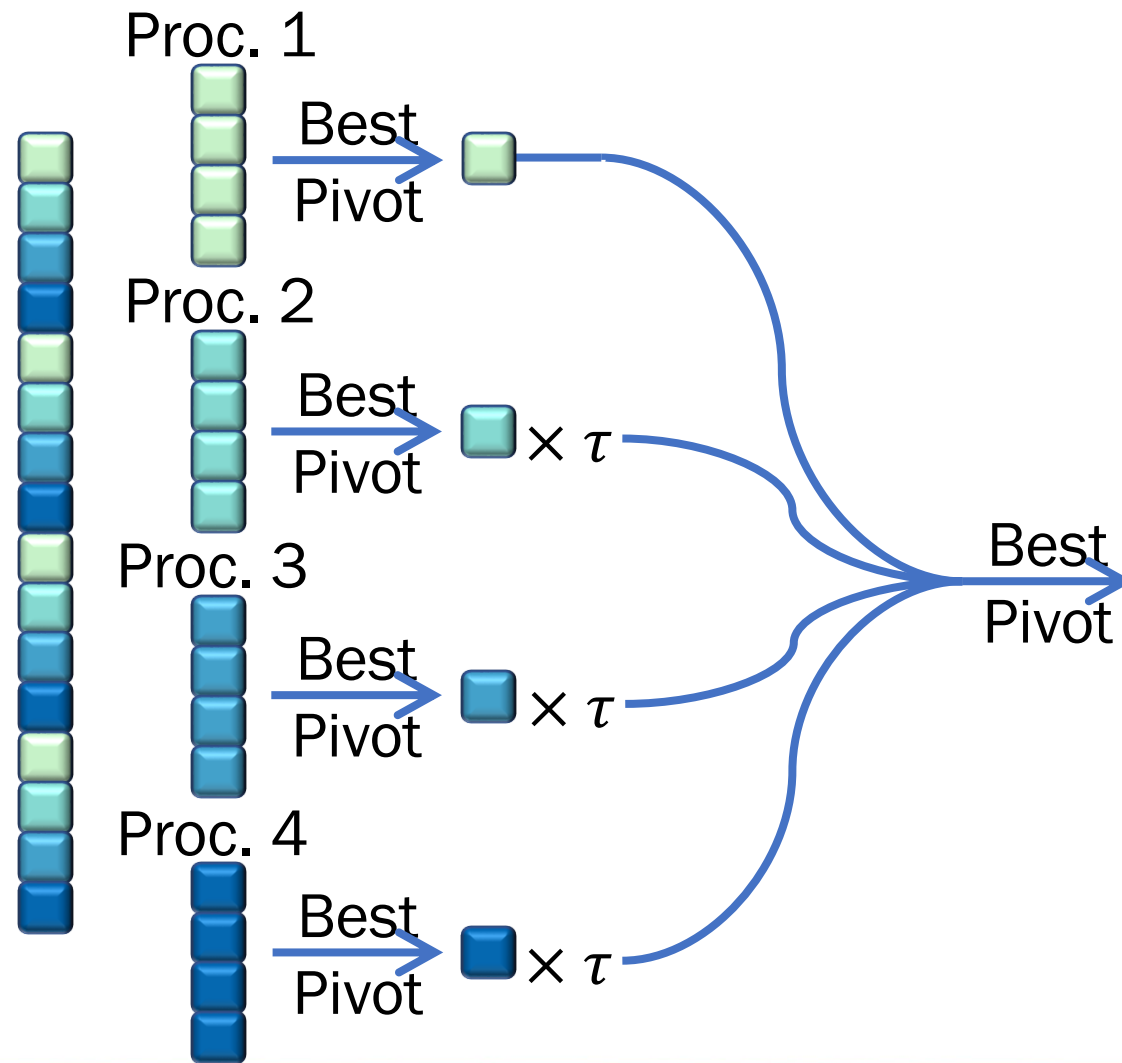 Proc. 1
Best
Pivot
Proc. 2
Best
Pivot
× τ
Proc. 3
Best
Pivot
× τ
Proc. 4
Best
Pivot
× τ
Best
Pivot